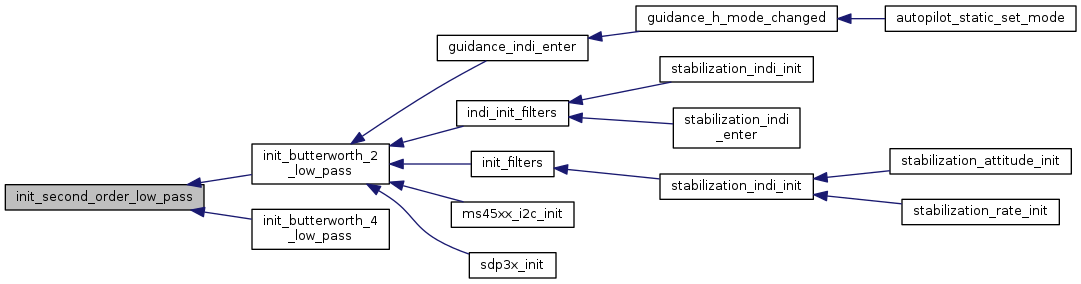 guidance_h_mode_changed
autopilot_static_set_mode
guidance_indi_enter
stabilization_indi_init
indi_init_filters
stabilization_indi
_enter
init_butterworth_2
_low_pass
init_filters
stabilization_attitude_init
stabilization_indi_init
init_second_order_low_pass
stabilization_rate_init
ms45xx_i2c_init
init_butterworth_4
_low_pass
sdp3x_init